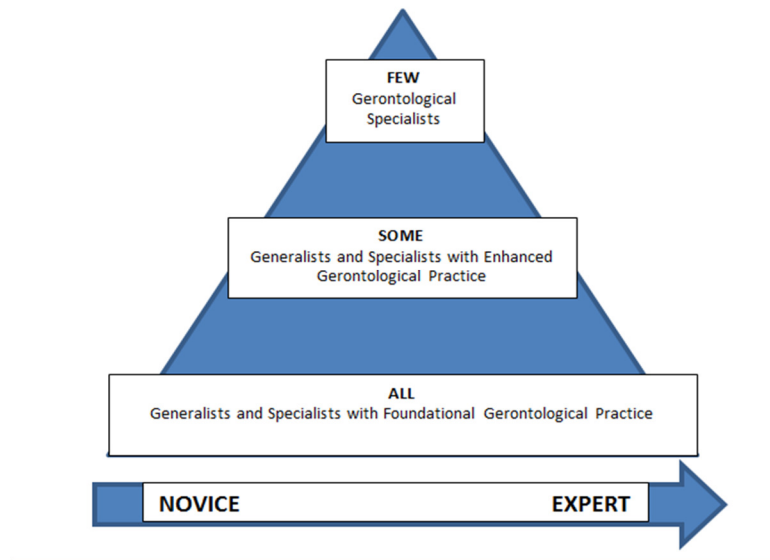 FEW
Gerontological
Specialists
SOME
Generalists and Specialists with Enhanced
Gerontological Practice
ALL
Generalists and Specialists with Foundational Gerontological Practice
NOVICE EXPERT